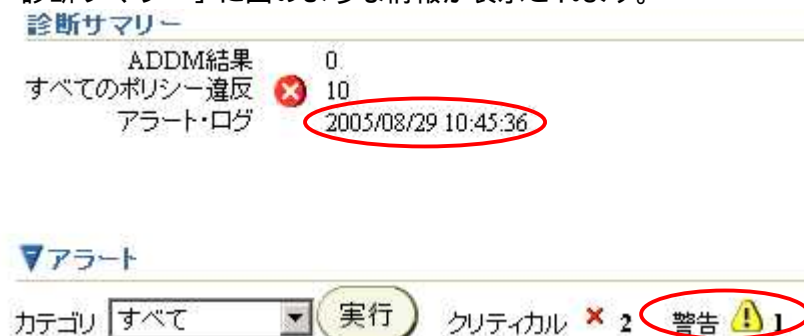 診断サマリー
ADDM結果 0
すべてのポリシー違反 10
アラート・ログ 2005/08/29 10:45:36
▼アラート
カテゴリ すべて 実行 クリティカル 2 警告 1